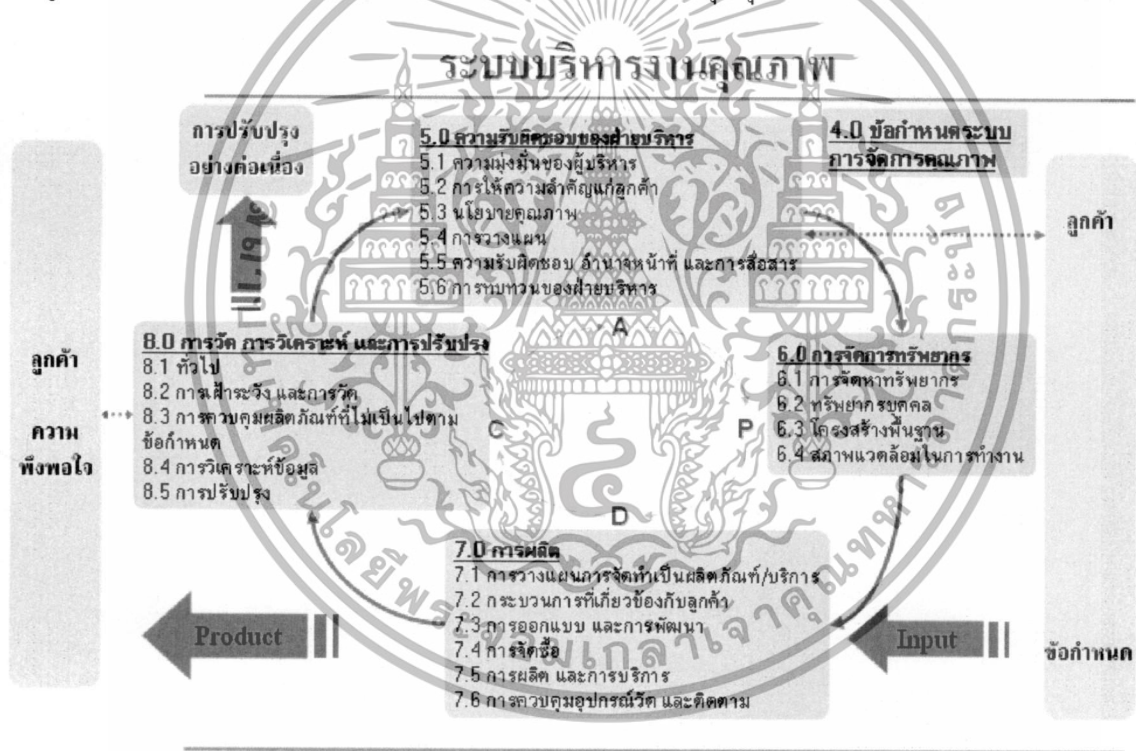 ระบบบริหารงานคุณภาพ
การปรับปรุง
อย่างต่อเนื่อง
5.0 ความรับผิดชอบของฝ่ายบริหาร
5.1 ความมุ่งมั่นของผู้บริหาร
5.2 การให้ความสำคัญแก่ลูกค้า
5.3 นโยบายคุณภาพ
5.4 การวางแผน
5.5 ความรับผิดชอบ อำนาจหน้าที่ และการสื่อสาร
5.6 การทบทวนของฝ่ายบริหาร
4.0 ข้อกำหนดระบบ
การจัดการคุณภาพ
ลูกค้า
A
8.0 การวัด การวิเคราะห์ และการปรับปรุง
8.1 ทั่วไป
8.2 การเฝ้าระวัง และการวัด
8.3 การควบคุมผลิตภัณฑ์ที่ไม่เป็นไปตาม
ข้อกำหนด
8.4 การวิเคราะห์ข้อมูล
8.5 การปรับปรุง
ลูกค้า
ความ
พึงพอใจ
C
P
6.0 การจัดการทรัพยากร
6.1 การจัดหาทรัพยากร
6.2 ทรัพยากรบุคคล
6.3 โครงสร้างพื้นฐาน
6.4 สภาพแวดล้อมในการทำงาน
D
7.0 การผลิต
7.1 การวางแผนการจัดทำเป็นผลิตภัณฑ์/บริการ
7.2 กระบวนการที่เกี่ยวข้องกับลูกค้า
7.3 การออกแบบ และการพัฒนา
7.4 การจัดซื้อ
7.5 การผลิต และการบริการ
7.6 การควบคุมอุปกรณ์วัด และติดตาม
Product
Input
ข้อกำหนด